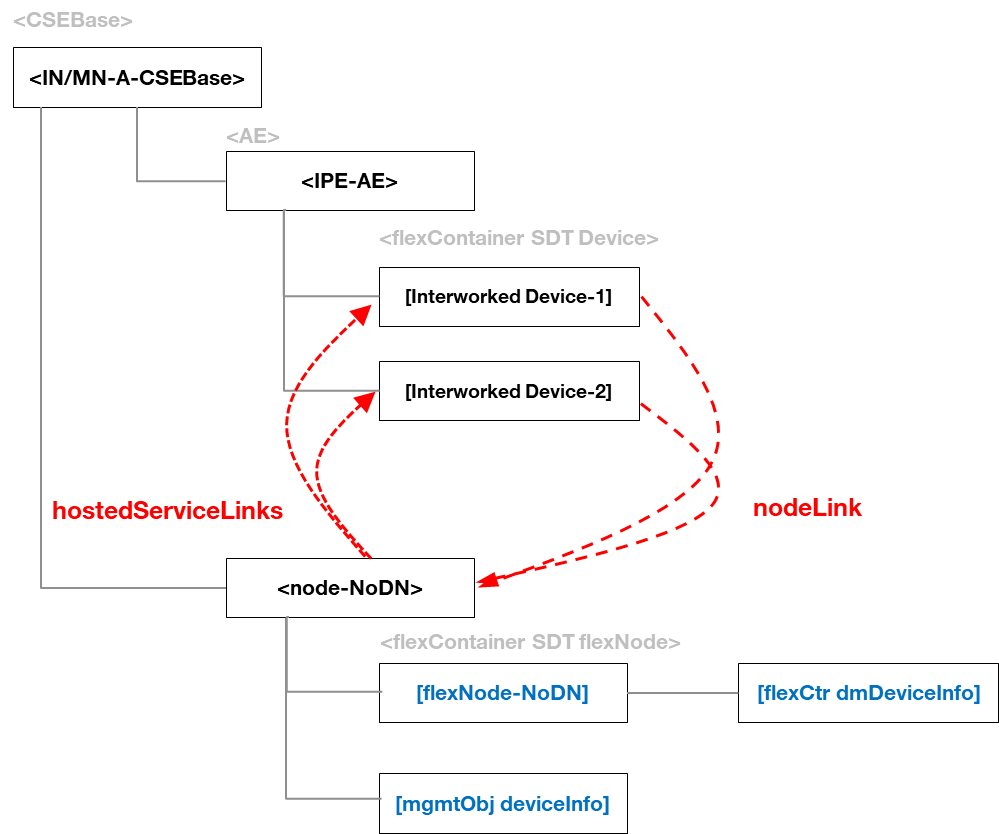 <CSEBase>
<IN/MN-A-CSEBase>
<AE>
<IPE-AE>
<flexContainer SDT Device>
[Interworked Device-1]
[Interworked Device-2]
hostedServiceLinks
nodeLink
<node-NoDN>
<flexContainer SDT flexNode>
[flexNode-NoDN]
[flexCtr dmDeviceInfo]
[mgmtObj deviceInfo]